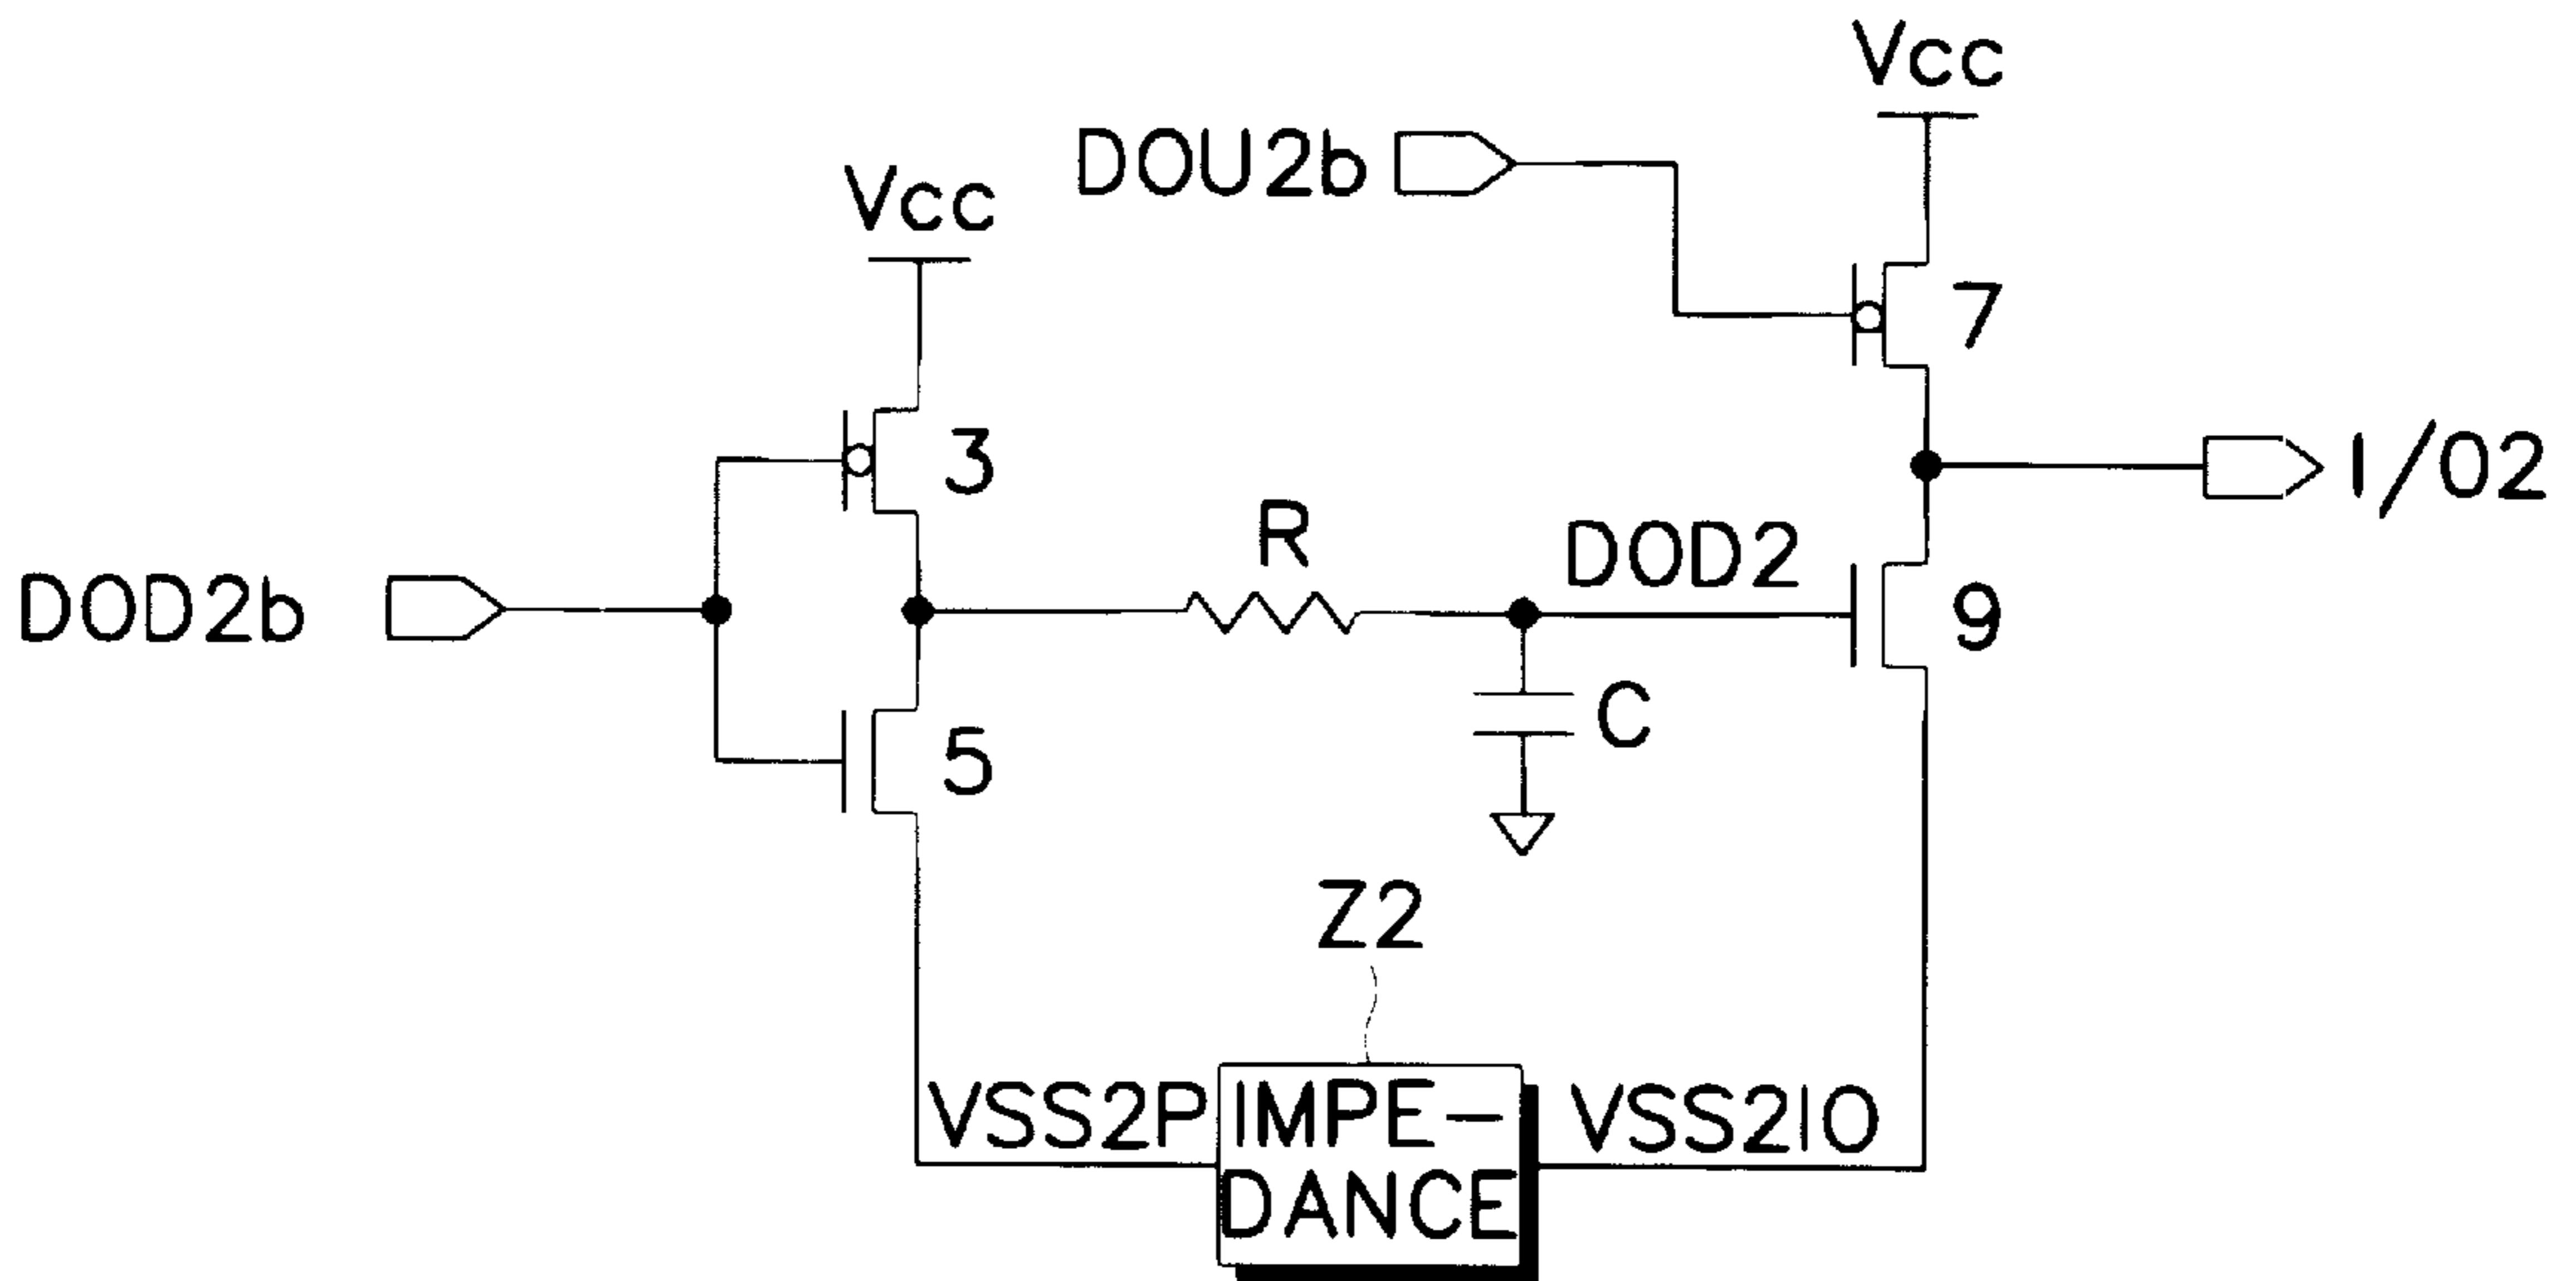 Vcc
DOU2b
Vcc
7
3
I/02
R
DOD2
DOD2b
9
C
5
Z2
VSS2P
IMPE-
DANCE
VSS2IO